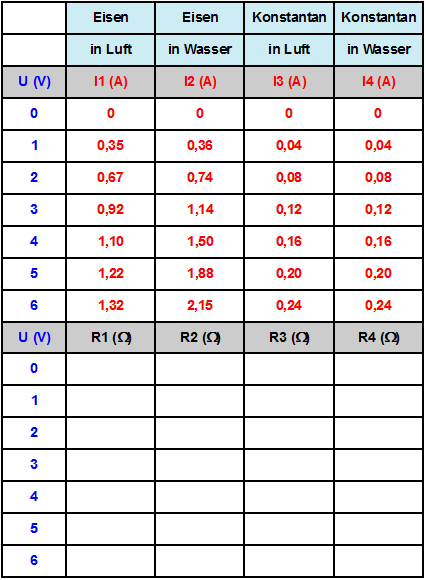 Eisen Eisen Konstantan Konstantan
in Luft in Wasser in Luft in Wasser
U (V) I1 (A) I2 (A) I3 (A) I4 (A)
0 0 0 0 0
1 0,35 0,36 0,04 0,04
2 0,67 0,74 0,08 0,08
3 0,92 1,14 0,12 0,12
4 1,10 1,50 0,16 0,16
5 1,22 1,88 0,20 0,20
6 1,32 2,15 0,24 0,24
U (V) R1 (Ω) R2 (Ω) R3 (Ω) R4 (Ω)
0
1
2
3
4
5
6